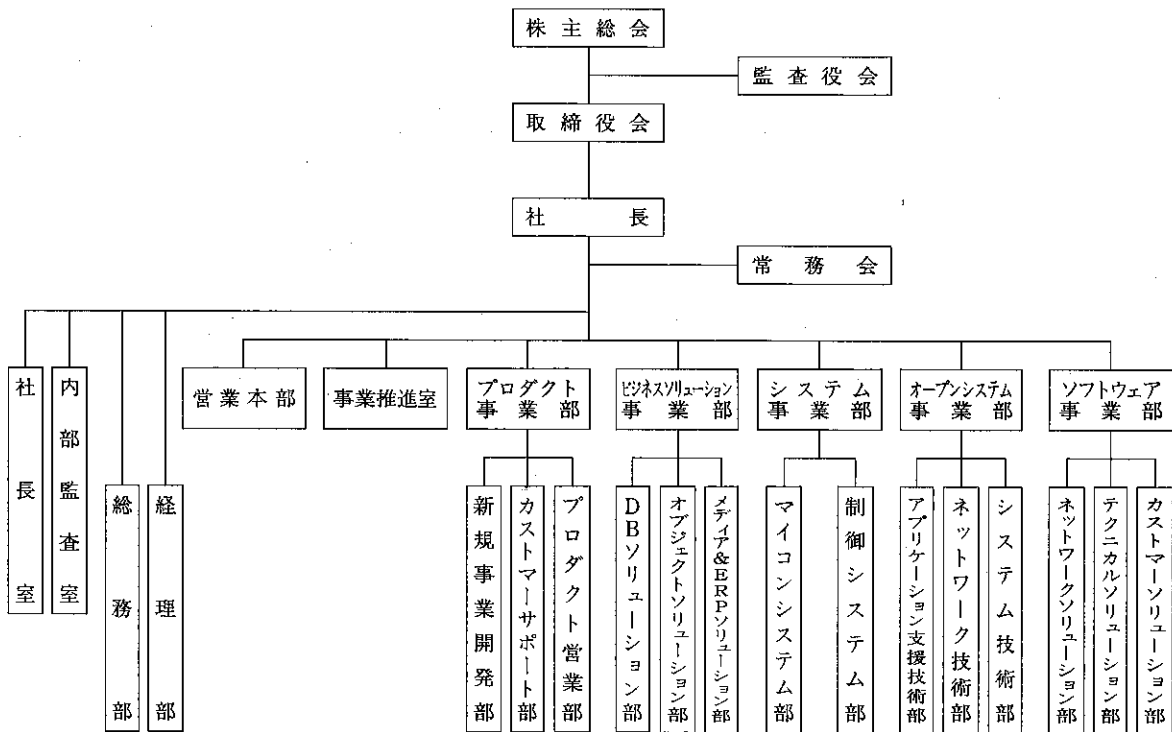 株主総会
監査役会
取締役会
社長
常務会
社長室
内部監査室
総務部
経理部
営業本部
事業推進室
プロダクト
事業部
ビジネスソリューション
事業部
システム
事業部
オープンシステム
事業部
ソフトウェア
事業部
新規事業開発部
カストマーサポート部
プロダクト営業部
DBソリューション部
オブジェクトソリューション部
メディア&ERPソリューション部
マイコンシステム部
制御システム部
アプリケーション支援技術部
ネットワーク技術部
システム技術部
ネットワークソリューション部
テクニカルソリューション部
カストマーソリューション部